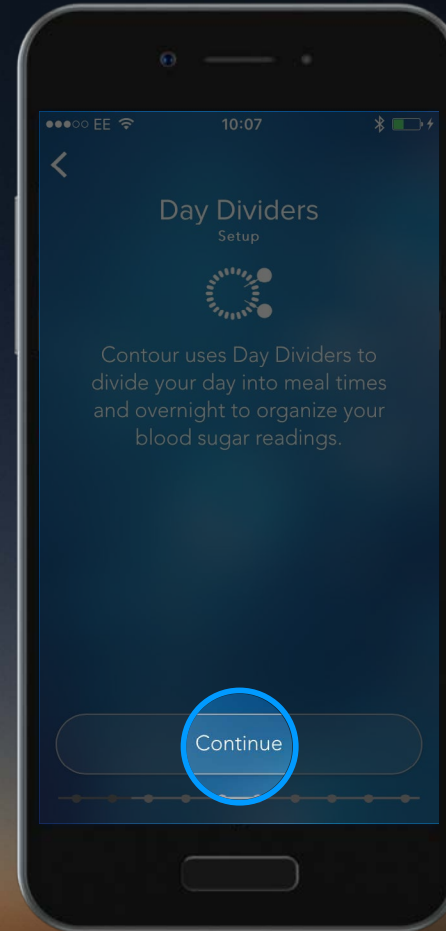 EE 10:07
Day Dividers
Setup
Contour uses Day Dividers to
divide your day into meal times
and overnight to organize your
blood sugar readings.
Continue